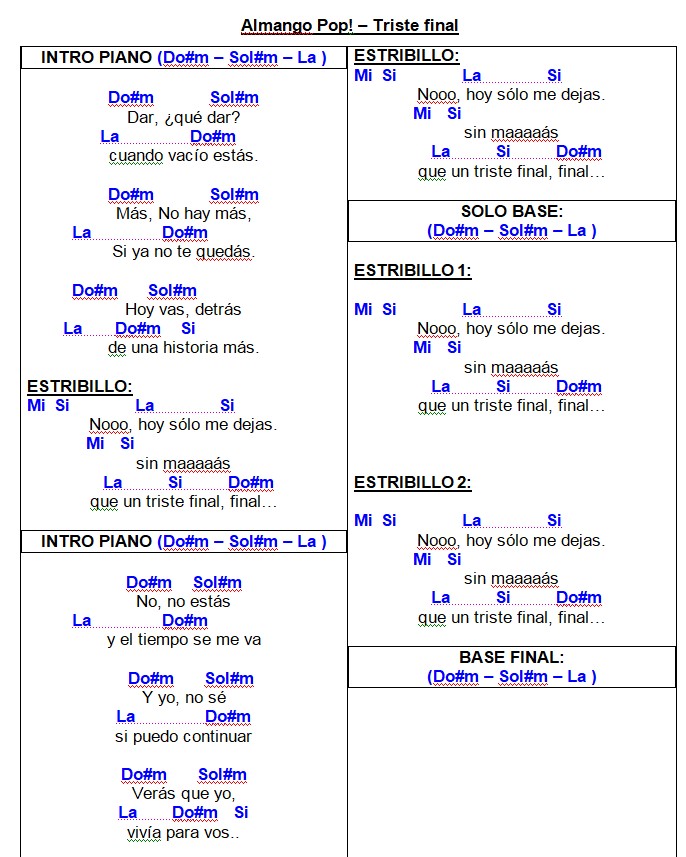 Almango Pop! – Triste final
INTRO PIANO (Do#m – Sol#m – La )
Do#m Sol#m
Dar, ¿qué dar?
La Do#m
cuando vacío estás.
Do#m Sol#m
Más, No hay más,
La Do#m
Si ya no te quedás.
Do#m Sol#m
Hoy vas, detrás
La Do#m Si
de una historia más.
ESTRIBILLO:
Mi Si La Si
Nooo, hoy sólo me dejas.
Mi Si
sin maaaaás
La Si Do#m
que un triste final, final…
INTRO PIANO (Do#m – Sol#m – La )
Do#m Sol#m
No, no estás
La Do#m
y el tiempo se me va
Do#m Sol#m
Y yo, no sé
La Do#m
si puedo continuar
Do#m Sol#m
Verás que yo,
La Do#m Si
vivía para vos..
ESTRIBILLO:
Mi Si La Si
Nooo, hoy sólo me dejas.
Mi Si
sin maaaaás
La Si Do#m
que un triste final, final…
SOLO BASE:
(Do#m – Sol#m – La )
ESTRIBILLO 1:
Mi Si La Si
Nooo, hoy sólo me dejas.
Mi Si
sin maaaaás
La Si Do#m
que un triste final, final…
ESTRIBILLO 2:
Mi Si La Si
Nooo, hoy sólo me dejas.
Mi Si
sin maaaaás
La Si Do#m
que un triste final, final…
BASE FINAL:
(Do#m – Sol#m – La )